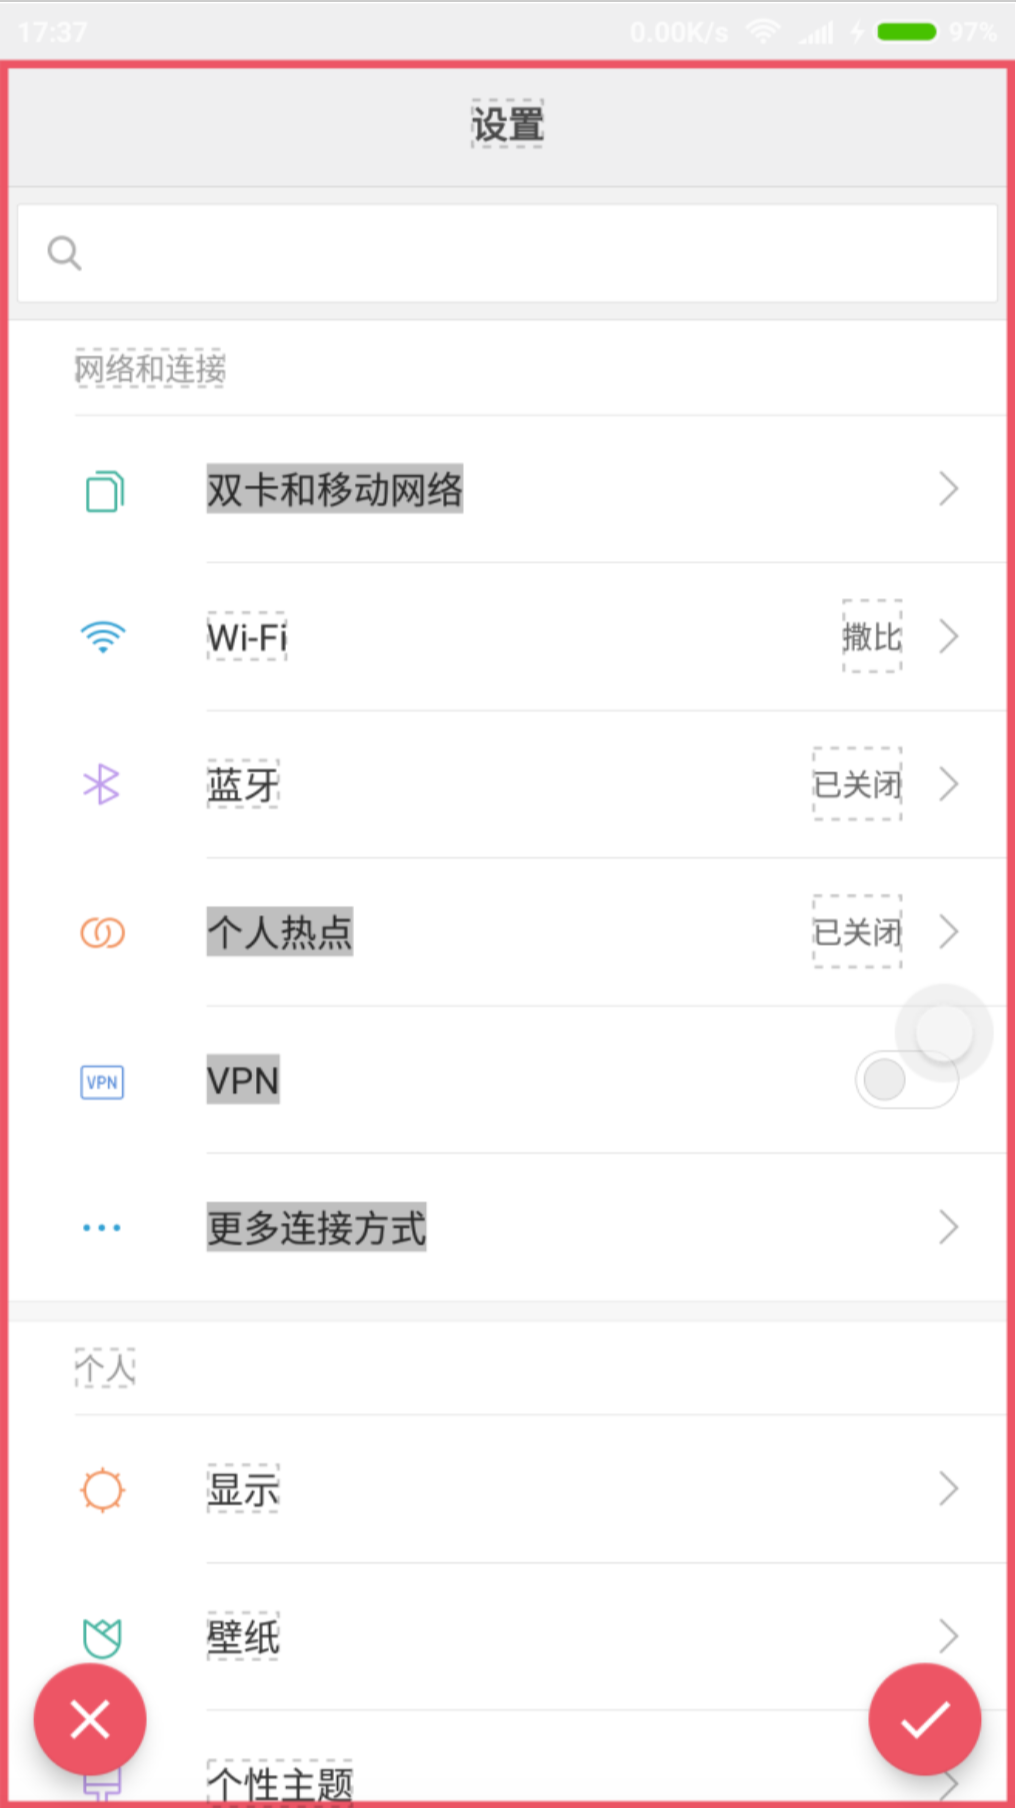 17:37 0.00K/s 97%
设置
网络和连接
双卡和移动网络
Wi-Fi 撒比
蓝牙 已关闭
个人热点 已关闭
VPN VPN
更多连接方式
个人
显示
壁纸
个性主题